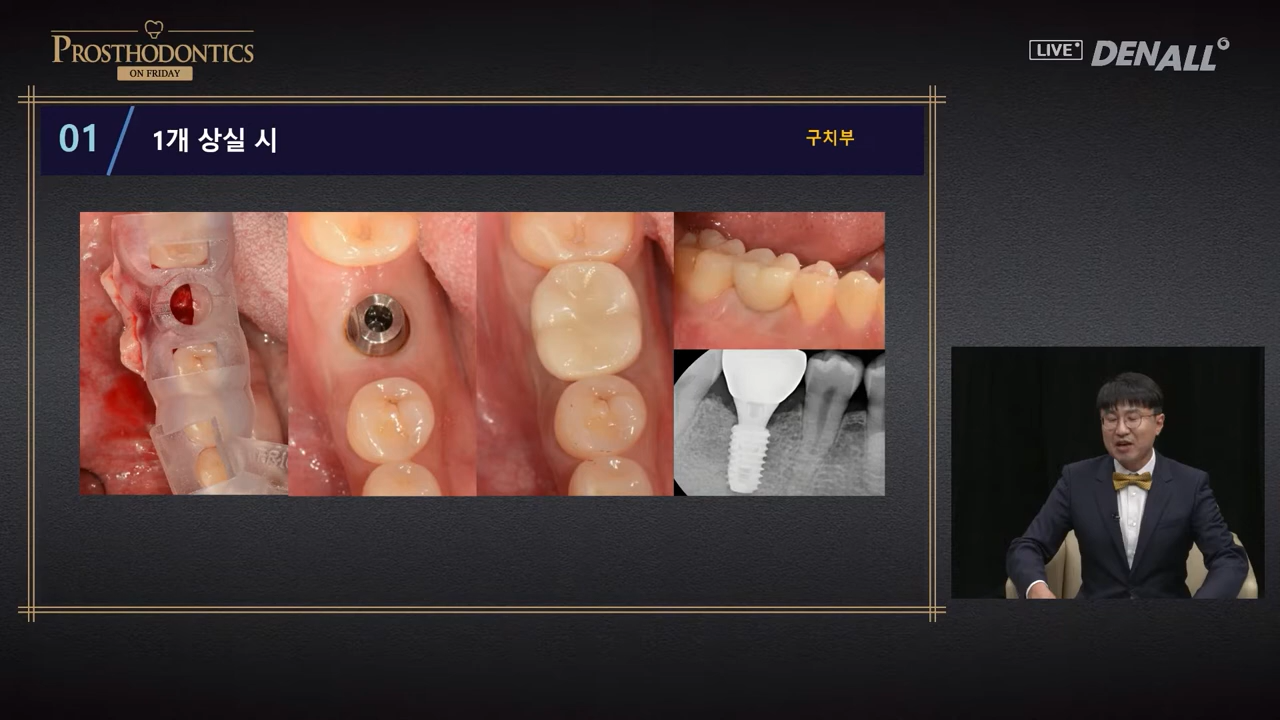 PROSTHODONTICS
ON FRIDAY
LIVE
DENALL
01
1개 상실 시
구치부